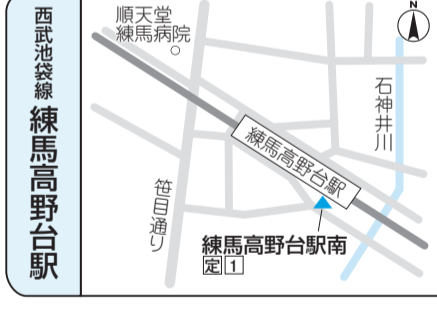 西武池袋線 練馬高野台駅
順天堂
練馬病院
N
石神井川
練馬高野台駅
笹目通り
練馬高野台駅南
定 1